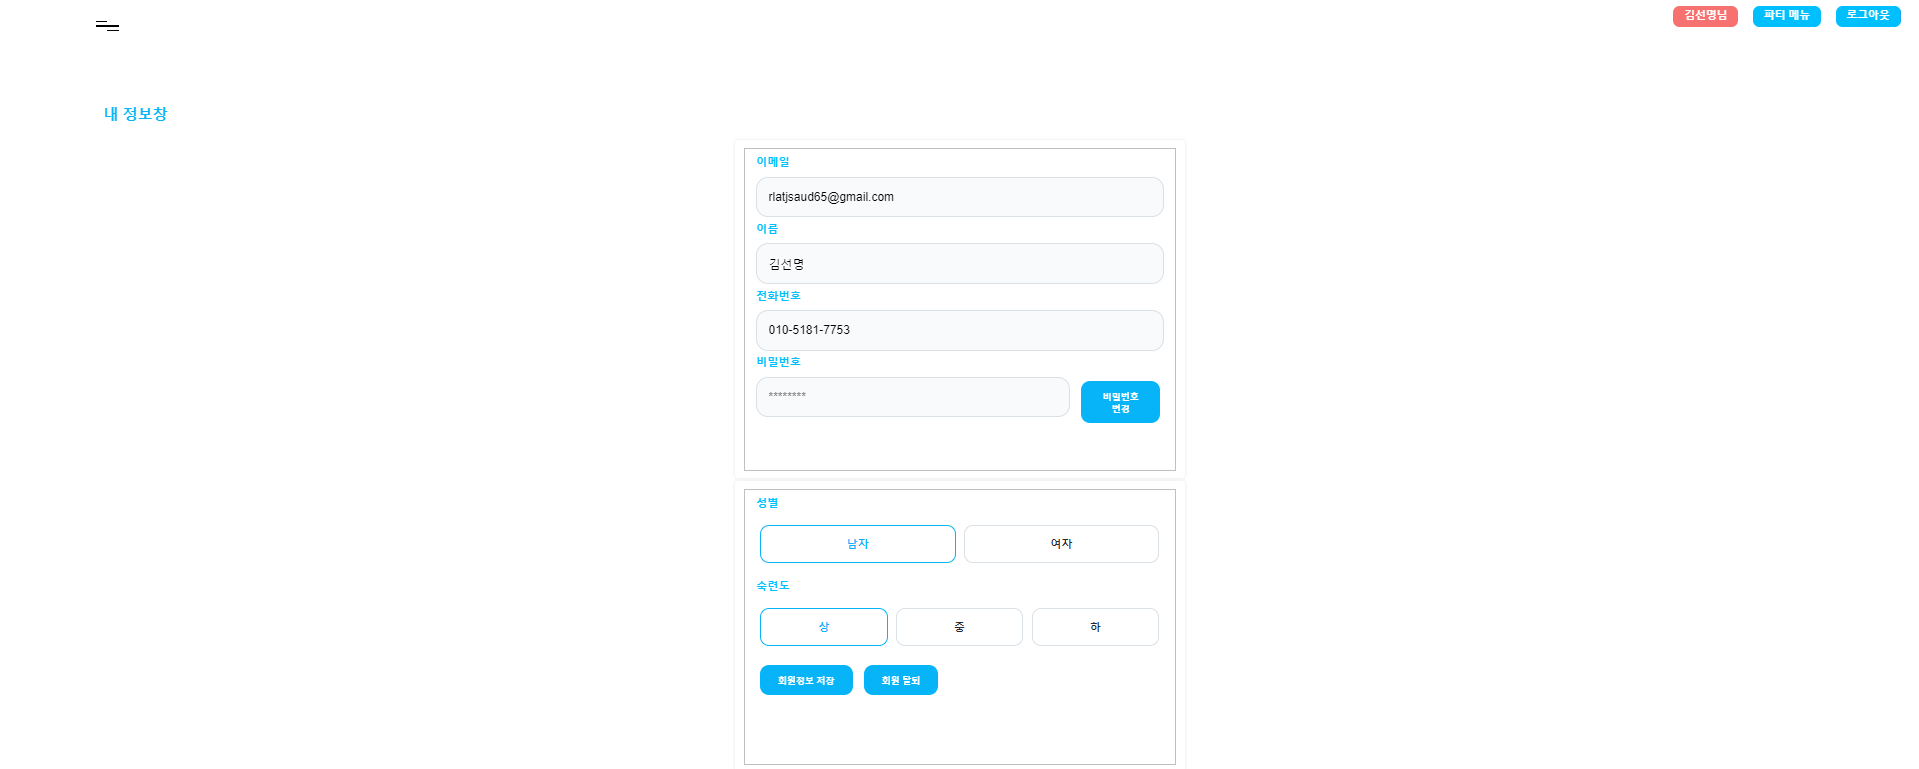 김선명님 파티 메뉴 로그아웃
내 정보창
이메일
rlatjsaud65@gmail.com
이름
김선명
전화번호
010-5181-7753
비밀번호
********
비밀번호
변경
성별
남자 여자
숙련도
상 중 하
회원정보 저장 회원 탈퇴